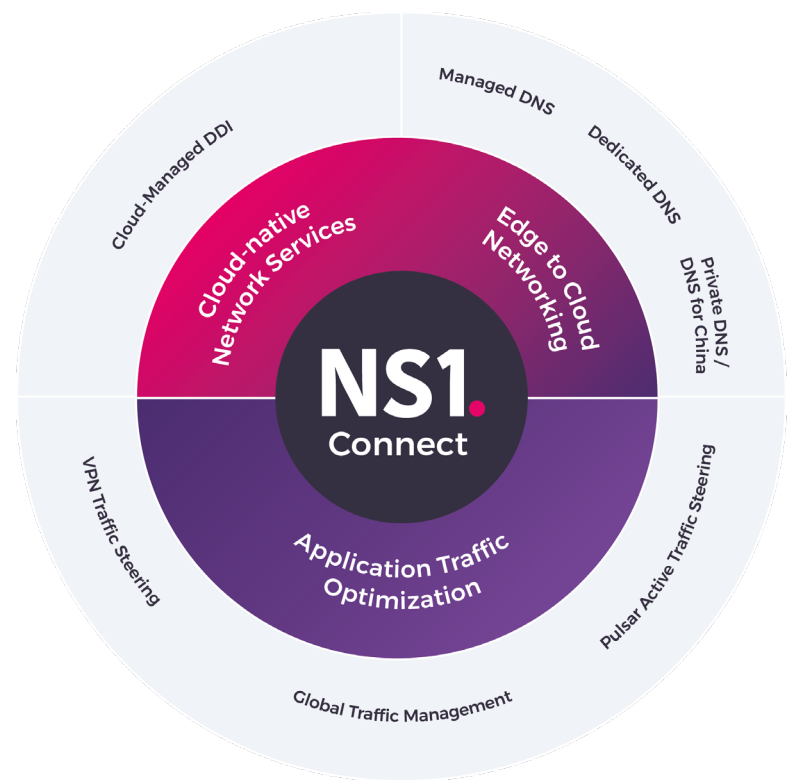 NS1.
Connect
Cloud-native
Network Services
Edge to Cloud
Networking
Application Traffic
Optimization
Cloud-Managed DDI
Managed DNS
Dedicated DNS
Private DNS /
DNS for China
Pulsar Active Traffic Steering
Global Traffic Management
VPN Traffic Steering